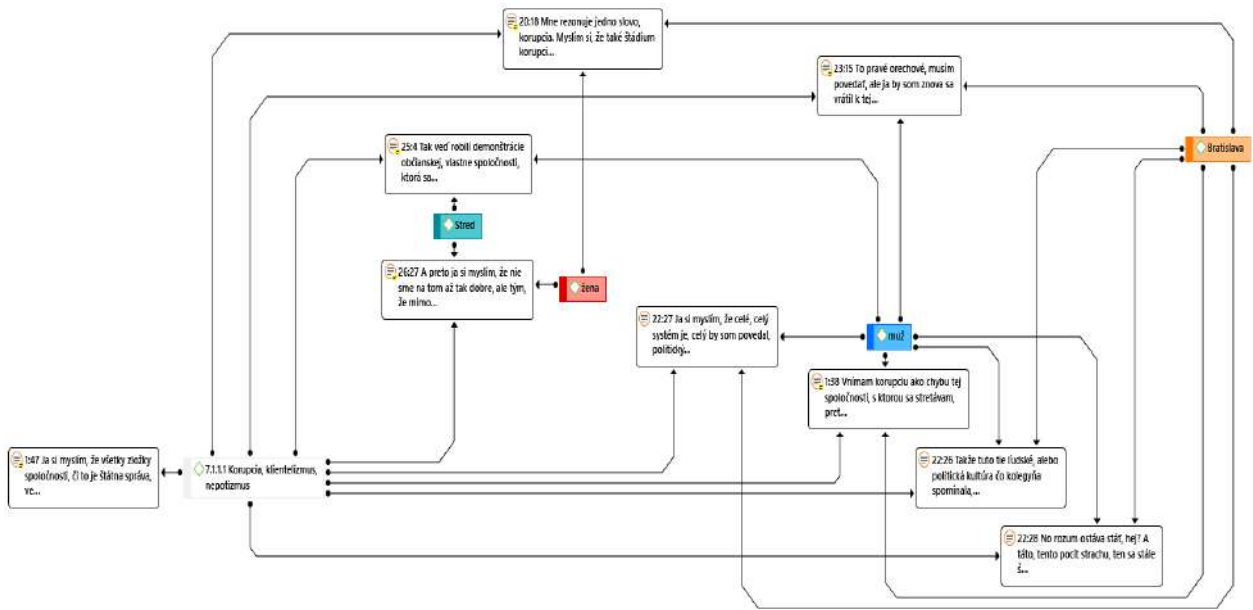 20:18 Mne rezonuje jedno slovo,
korupcia. Myslím si, že také štádium
korupci...
23:15 To pravé orechové, musím
povedať, ale ja by som znova sa
vrátil k tej...
25:4 Tak veď robili demonštrácie
občianskej, vlastne spoločnosti,
ktorá sa...
Bratislava
Stred
26:27 A preto ja si myslím, že nie
sme na tom až tak dobre, ale tým,
že mimo...
žena
22:27 Ja si myslím, že celé, celý
systém je, celý by som povedal,
politický...
muž
1:38 Vnímam korupciu ako chybu tej
spoločnosti, s ktorou sa stretávam,
pret...
1:47 Ja si myslím, že všetky zložky
spoločnosti, či to je štátna správa,
ve...
7.1.1.1 Korupcia, klientelizmus,
nepotizmus
22:26 Takže tuto tie ľudské, alebo
politická kultúra čo kolegyňa
spomínala,...
22:28 No rozum ostáva stáť, hej? A
táto, tento pocit strachu, ten sa stále
š...